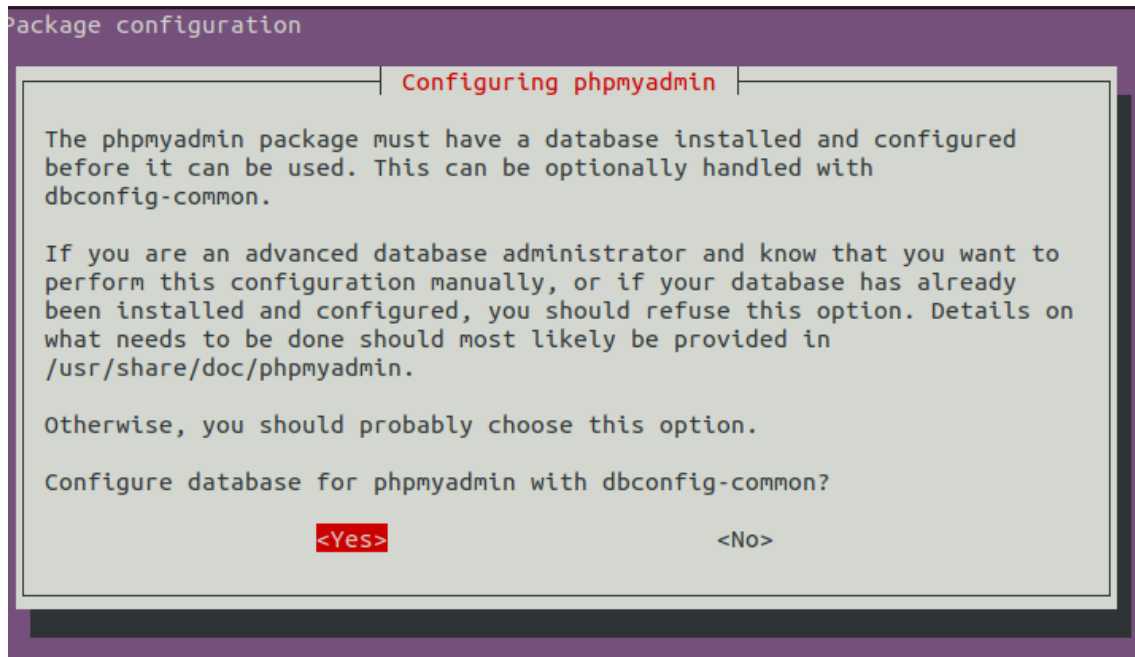 Package configuration
Configuring phpmyadmin
The phpmyadmin package must have a database installed and configured
before it can be used. This can be optionally handled with
dbconfig-common.
If you are an advanced database administrator and know that you want to
perform this configuration manually, or if your database has already
been installed and configured, you should refuse this option. Details on
what needs to be done should most likely be provided in
/usr/share/doc/phpmyadmin.
Otherwise, you should probably choose this option.
Configure database for phpmyadmin with dbconfig-common?
<Yes> <No>